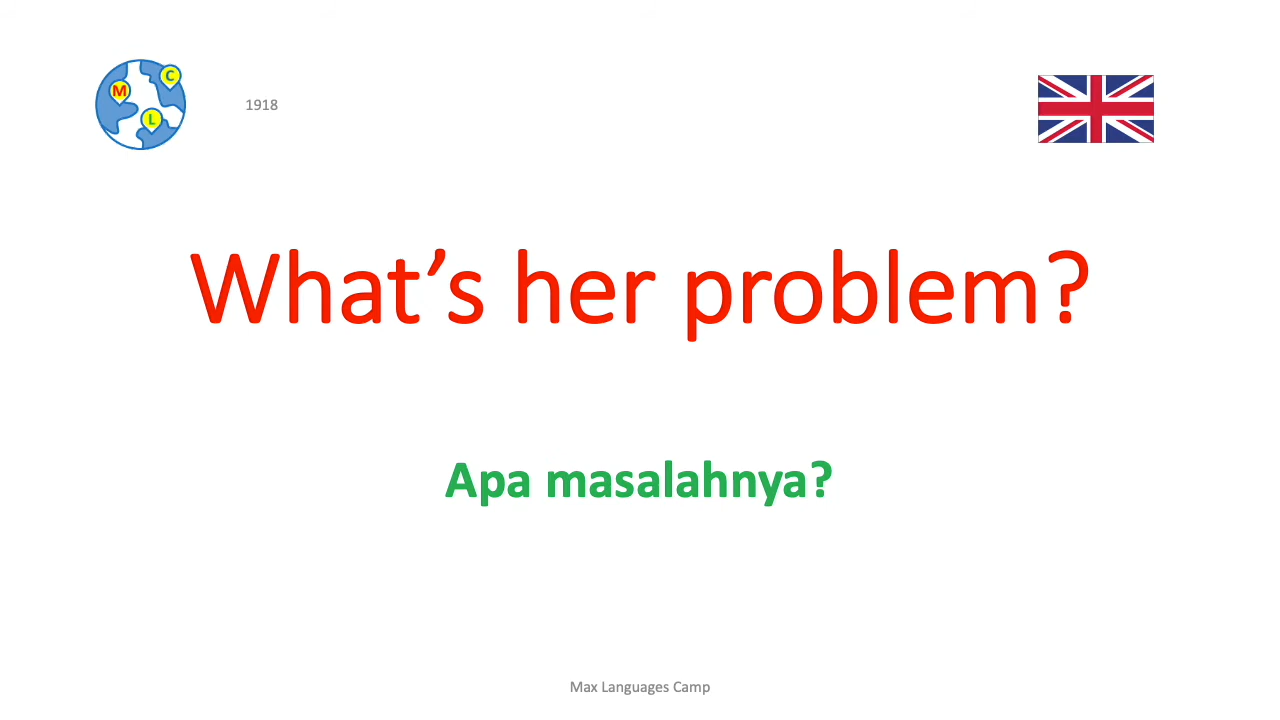 M
C
L
1918
What’s her problem?
Apa masalahnya?
Max Languages Camp